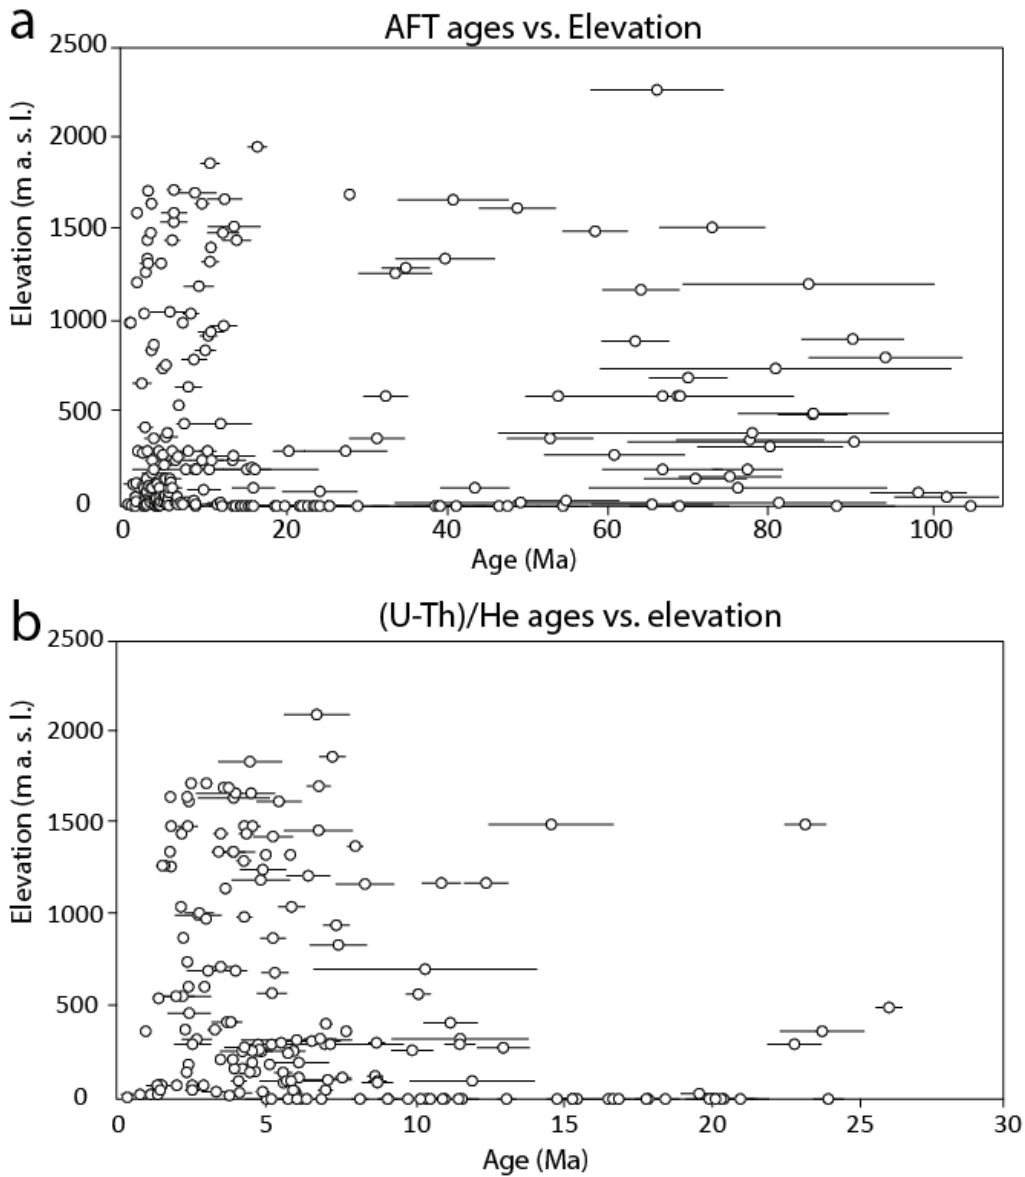 a
AFT ages vs. Elevation
2500
2000
1500
1000
500
0
Elevation (m a. s. l.)
0 20 40 60 80 100
Age (Ma)
b
(U-Th)/He ages vs. elevation
2500
2000
1500
1000
500
0
Elevation (m a. s. l.)
0 5 10 15 20 25 30
Age (Ma)